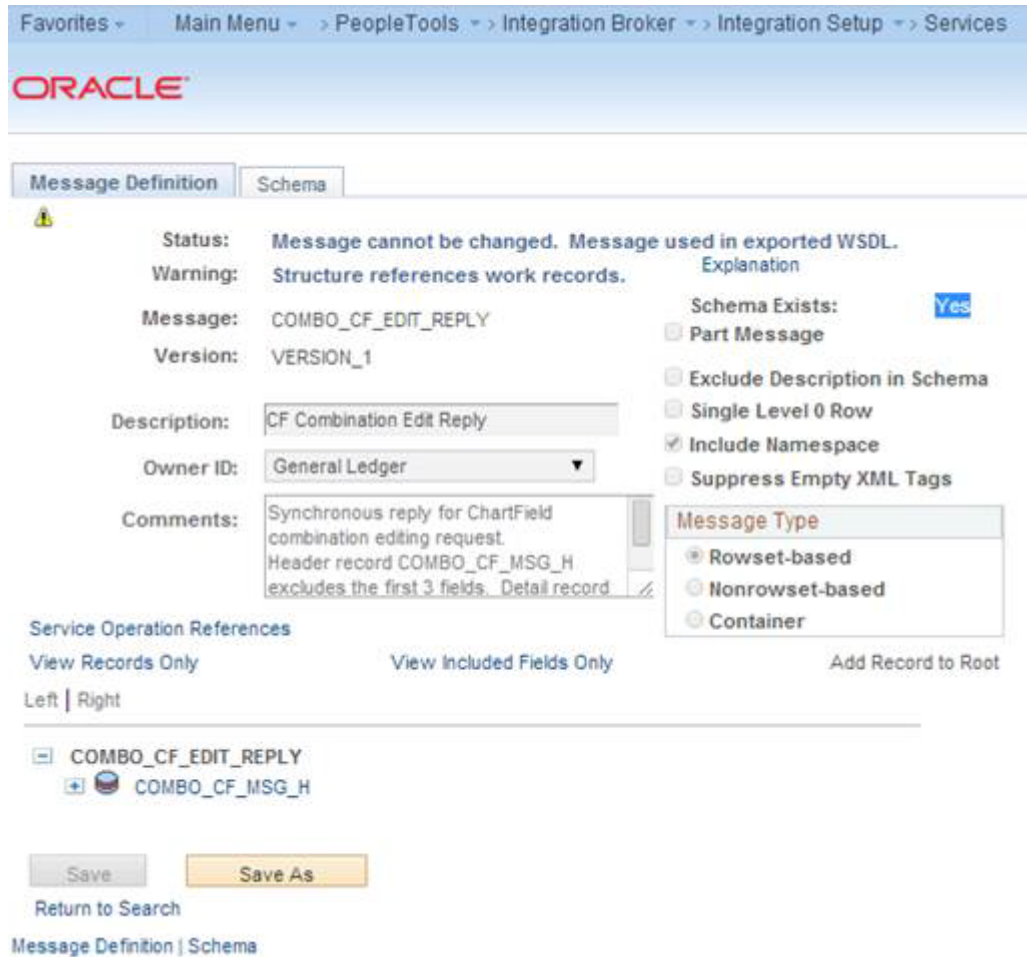 Favorites Main Menu > PeopleTools > Integration Broker > Integration Setup > Services
ORACLE
Message Definition Schema
Status: Message cannot be changed. Message used in exported WSDL.
Warning: Structure references work records. Explanation
Message: COMBO_CF_EDIT_REPLY Schema Exists: Yes
Part Message
Version: VERSION_1
Exclude Description in Schema
Description: CF Combination Edit Reply Single Level 0 Row
Include Namespace
Owner ID: General Ledger
Suppress Empty XML Tags
Comments: Synchronous reply for ChartField
combination editing request.
Header record COMBO_CF_MSG_H
excludes the first 3 fields. Detail record
Message Type
Rowset-based
Nonrowset-based
Container
Service Operation References
View Records Only View Included Fields Only Add Record to Root
Left | Right
COMBO_CF_EDIT_REPLY
COMBO_CF_MSG_H
Save Save As
Return to Search
Message Definition | Schema